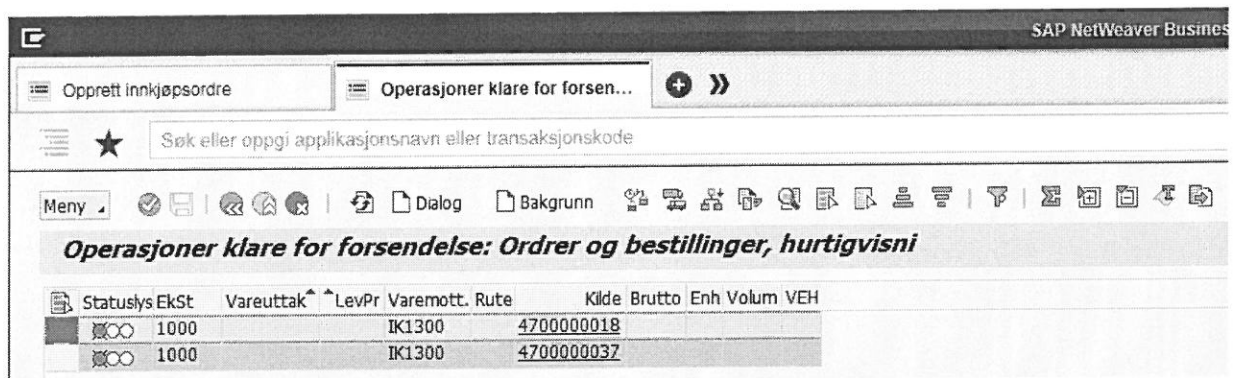 SAP NetWeaver Busines
Opprett innkjøpsordre Operasjoner klare for forsen...
Søk eller oppgi applikasjonsnavn eller transaksjonskode
Meny Dialog Bakgrunn
Operasjoner klare for forsendelse: Ordrer og bestillinger, hurtigvisni
Statuslys EkSt Vareuttak LevPr Varemott. Rute Kilde Brutto Enh Volum VEH
1000 IK1300 4700000018
1000 IK1300 4700000037